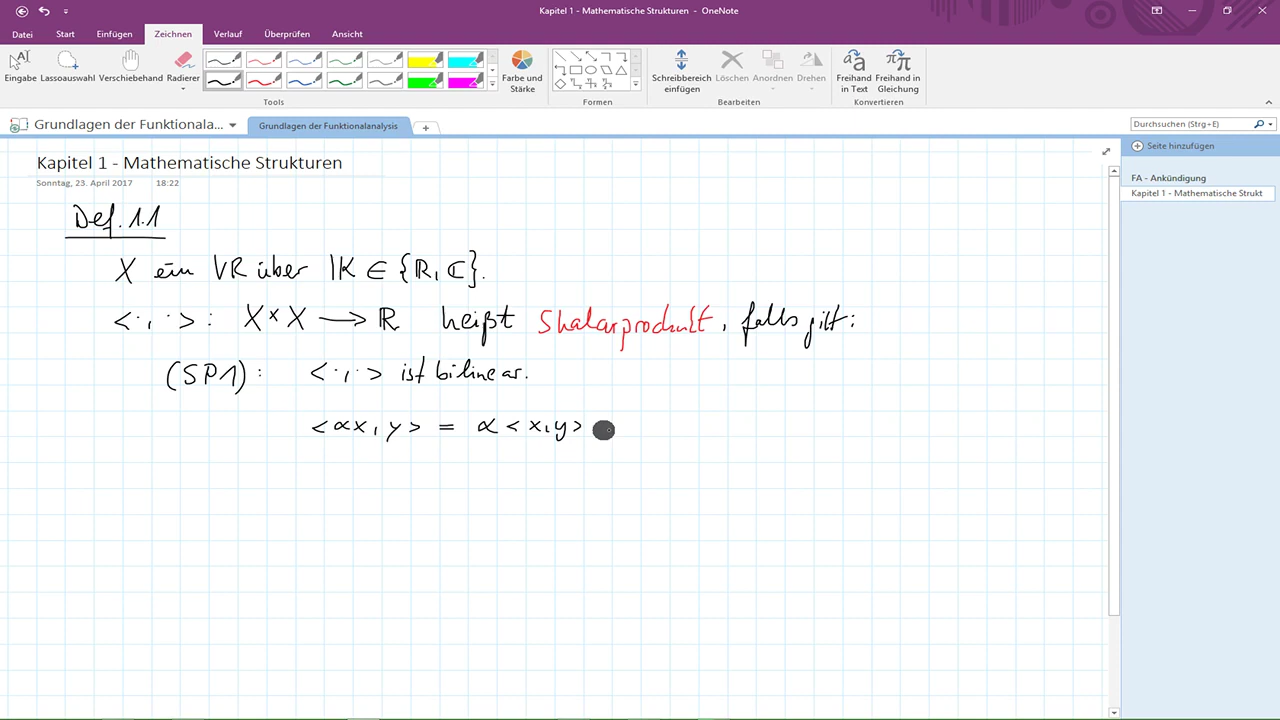 Kapitel 1 - Mathematische Strukturen - OneNote
Datei Start Einfügen Zeichnen Verlauf Überprüfen Ansicht
Eingabe Lassoauswahl Verschiebehand Radierer Farbe und Stärke Schreibbereich einfügen Löschen Anordnen Drehen Freihand in Text Freihand in Gleichung
Tools Formen Bearbeiten Konvertieren
Grundlagen der Funktionala... Grundlagen der Funktionalanalysis Durchsuchen (Strg+E)
Seite hinzufügen
FA - Ankündigung
Kapitel 1 - Mathematische Strukt
Kapitel 1 - Mathematische Strukturen
Sonntag, 23. April 2017 18:22
Def. 1.1
X ein VR über 𝕂 ∈ {ℝ, ℂ}.
<·,·> : X × X ⟶ ℝ heißt Skalarprodukt, falls gilt:
(SP1): <·,·> ist bilinear.
<αx, y> = α <x,y>